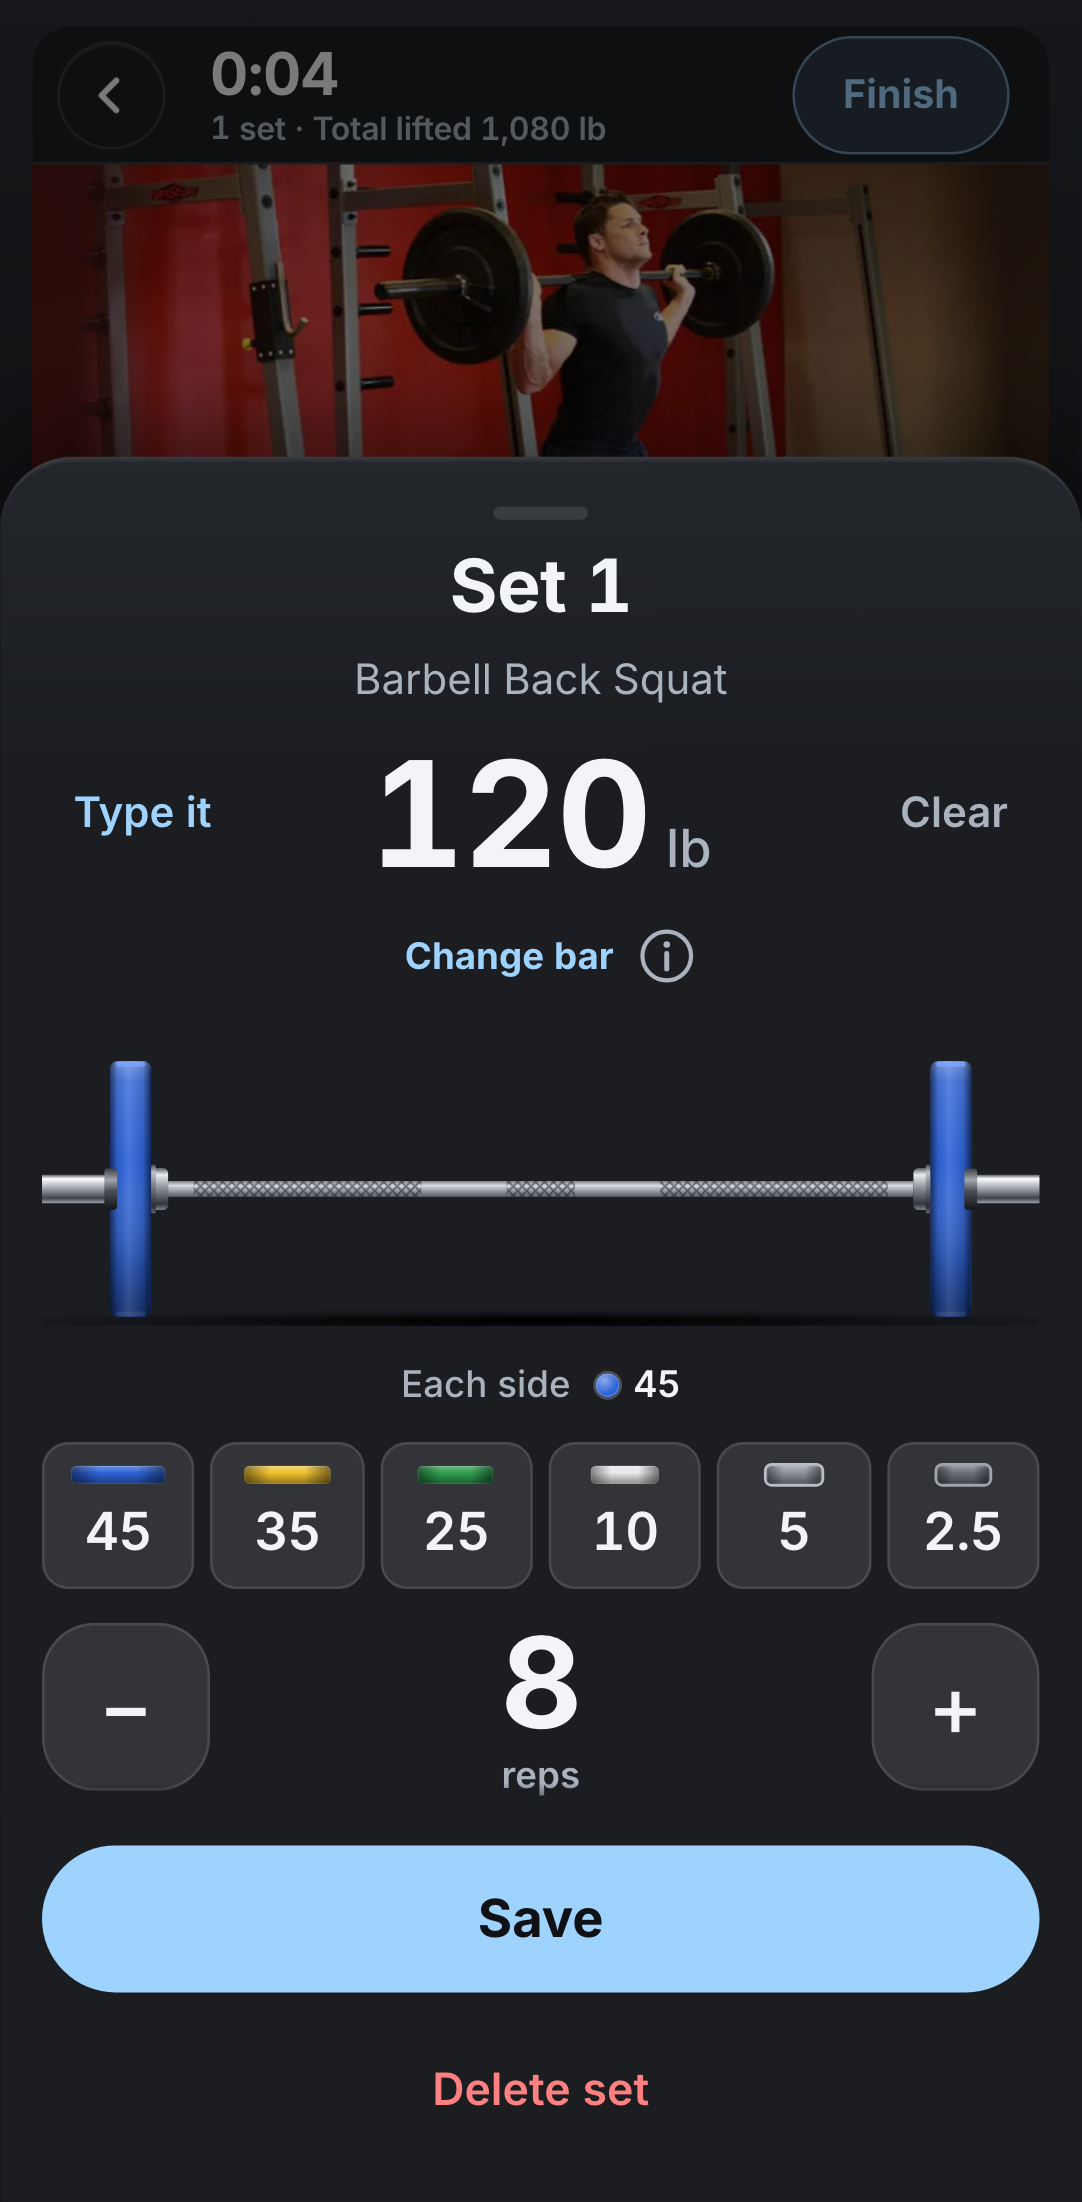 0:04
1 set · Total lifted 1,080 lb
Finish
Set 1
Barbell Back Squat
Type it
120 lb
Clear
Change bar
Each side 45
45
35
25
10
5
2.5
−
8
reps
+
Save
Delete set